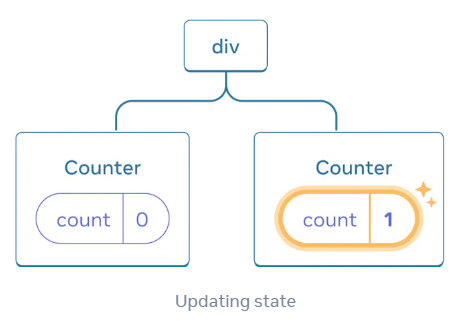 div
Counter Counter
count 0 count 1
Updating state